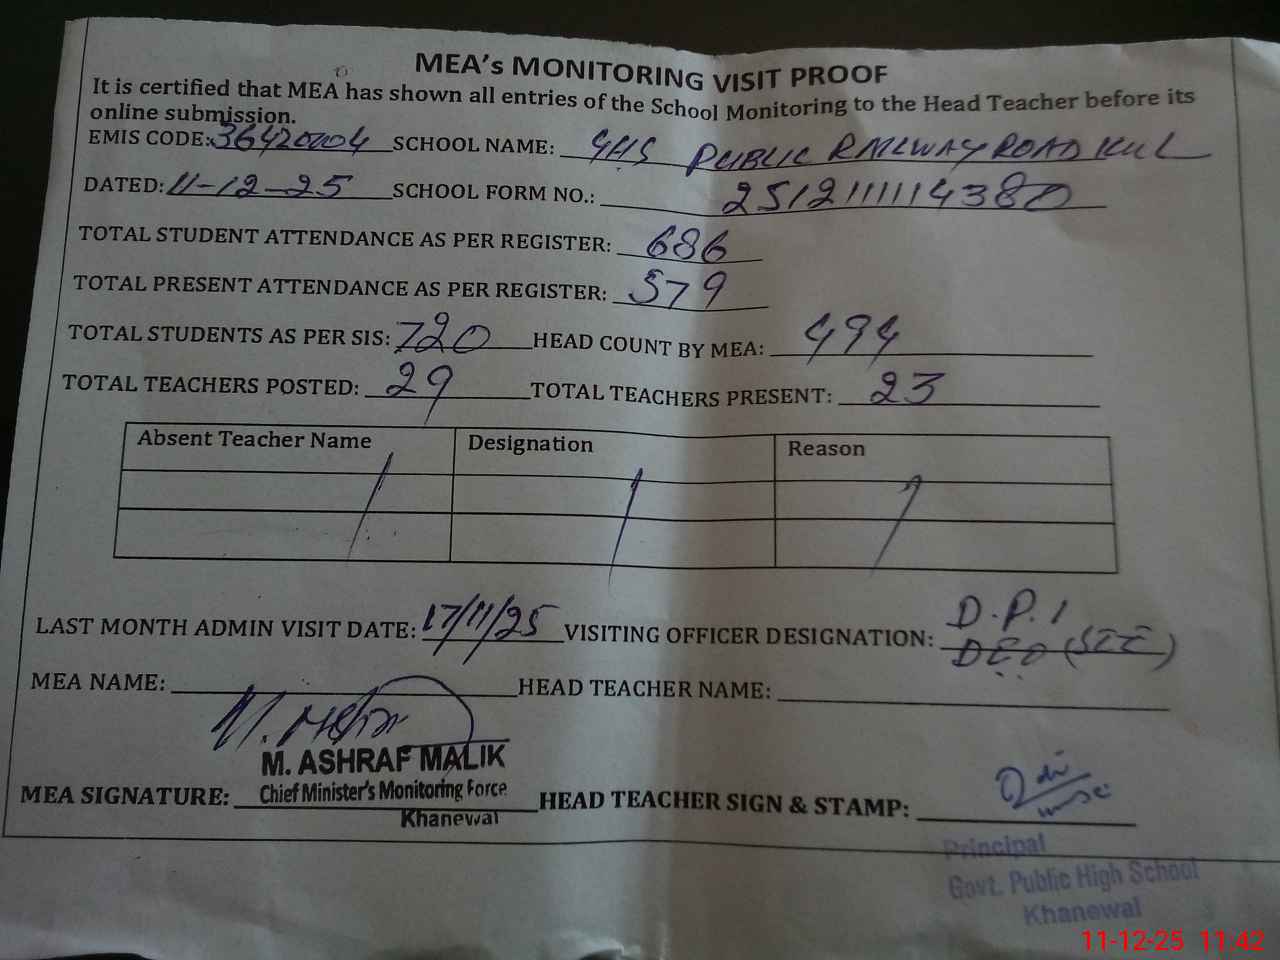 MEA's MONITORING VISIT PROOF
It is certified that MEA has shown all entries of the School Monitoring to the Head Teacher before its
online submission.
EMIS CODE: 36420004 SCHOOL NAME: GHS PUBLIC RAILWAY ROAD KWL
DATED: 11-12-25 SCHOOL FORM NO.: 2512111114380
TOTAL STUDENT ATTENDANCE AS PER REGISTER: 686
TOTAL PRESENT ATTENDANCE AS PER REGISTER: 579
TOTAL STUDENTS AS PER SIS: 720 HEAD COUNT BY MEA: 494
TOTAL TEACHERS POSTED: 29 TOTAL TEACHERS PRESENT: 23
Absent Teacher Name Designation Reason
D.P.I
LAST MONTH ADMIN VISIT DATE: 17/11/25 VISITING OFFICER DESIGNATION: DEO (SEE)
MEA NAME: HEAD TEACHER NAME:
M. ASHRAF MALIK
MEA SIGNATURE: Chief Minister's Monitoring Force HEAD TEACHER SIGN & STAMP:
Khanewal
Principal
Govt. Public High School
Khanewal
11-12-25 11:42